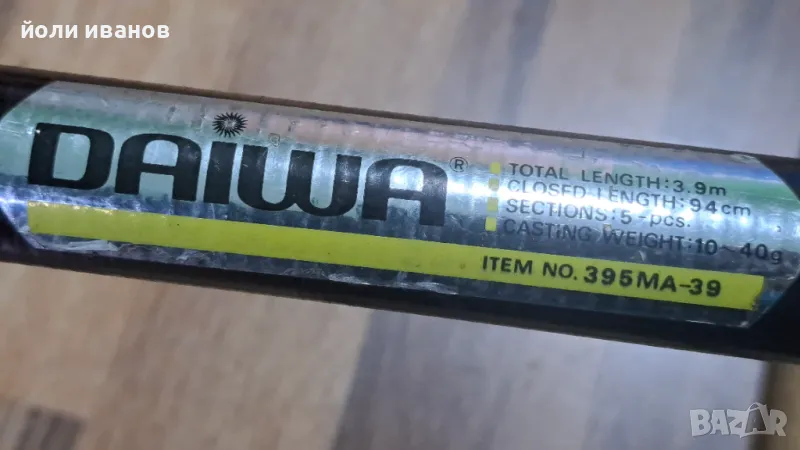 йоли иванов
DAIWA®
TOTAL LENGTH:3.9m
CLOSED LENGTH:94cm
SECTIONS:5-pcs.
CASTING WEIGHT:10~40g
ITEM NO. 395MA-39
BAZAR